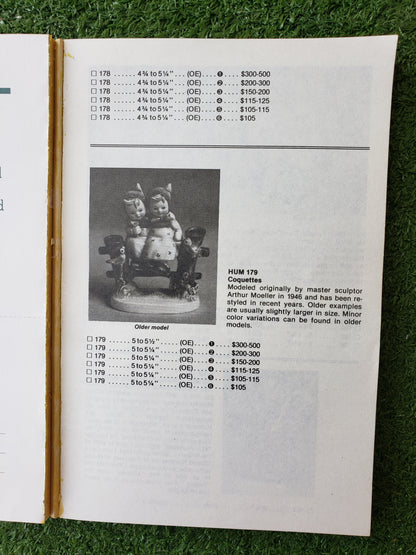 ☐ 178 ...... 4¾ to 5¼" ... (OE) .... ❶ .... $300-500
☐ 178 ...... 4¾ to 5¼" ... (OE) .... ❷ .... $200-300
☐ 178 ...... 4¾ to 5¼" ... (OE) .... ❸ .... $150-200
☐ 178 ...... 4¾ to 5¼" ... (OE) .... ❹ .... $115-125
☐ 178 ...... 4¾ to 5¼" ... (OE) .... ❺ .... $105-115
☐ 178 ...... 4¾ to 5¼" ... (OE) .... ❻ .... $105
HUM 179
Coquettes
Modeled originally by master sculptor
Arthur Moeller in 1946 and has been re-
styled in recent years. Older examples
are usually slightly larger in size. Minor
color variations can be found in older
models.
Older model
☐ 179 ...... 5 to 5½" ..... (OE) .... ❶ .... $300-500
☐ 179 ...... 5 to 5¼" ..... (OE) .... ❷ .... $200-300
☐ 179 ...... 5 to 5¼" ..... (OE) .... ❸ .... $150-200
☐ 179 ...... 5 to 5¼" ..... (OE) .... ❹ .... $115-125
☐ 179 ...... 5 to 5¼" ..... (OE) .... ❺ .... $105-115
☐ 179 ...... 5 to 5¼" ..... (OE) .... ❻ .... $105